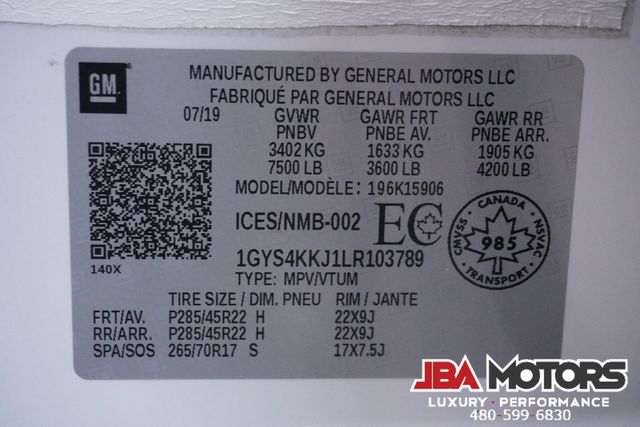 GM
MANUFACTURED BY GENERAL MOTORS LLC
FABRIQUÉ PAR GENERAL MOTORS LLC
07/19 GVWR GAWR FRT GAWR RR
PNBV PNBE AV. PNBE ARR.
3402 KG 1633 KG 1905 KG
7500 LB 3600 LB 4200 LB
MODEL/MODÈLE: 196K15906
ICES/NMB-002 EC
CANADA
CMVSS 985 NSVAC
TRANSPORT
1GYS4KKJ1LR103789
140X
TYPE: MPV/VTUM
TIRE SIZE / DIM. PNEU RIM / JANTE
FRT/AV. P285/45R22 H 22X9J
RR/ARR. P285/45R22 H 22X9J
SPA/SOS 265/70R17 S 17X7.5J
JBA MOTORS
LUXURY · PERFORMANCE
480-599-6830